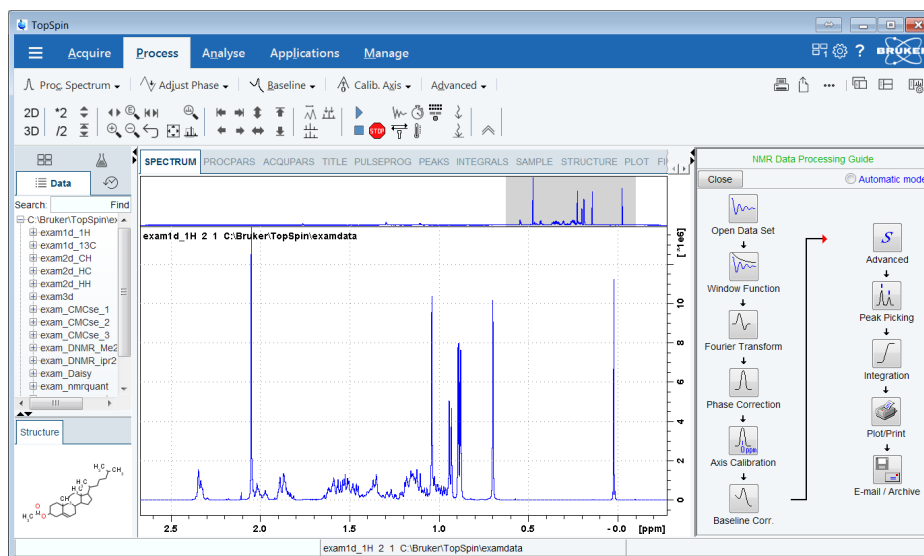 TopSpin
Acquire Process Analyse Applications Manage
BRUKER
Proc. Spectrum Adjust Phase Baseline Calib. Axis Advanced
2D *2
3D /2
STOP
SPECTRUM PROCPARS ACQUPARS TITLE PULSEPROG PEAKS INTEGRALS SAMPLE STRUCTURE PLOT
Data
Search: Find
C:\Bruker\TopSpin\ex
exam1d_1H
exam1d_13C
exam2d_CH
exam2d_HC
exam2d_HH
exam3d
exam_CMCse_1
exam_CMCse_2
exam_CMCse_3
exam_DNMR_Me2
exam_DNMR_ipr2
exam_Daisy
exam_nmrquant
Structure
exam1d_1H 2 1 C:\Bruker\TopSpin\examdata
[*1e6]
10
8
6
4
2
0
2.5 2.0 1.5 1.0 0.5 -0.0 [ppm]
NMR Data Processing Guide
Close Automatic mode
Open Data Set
Window Function
Fourier Transform
Phase Correction
0 ppm
Axis Calibration
Baseline Corr.
S
Advanced
Peak Picking
Integration
Plot/Print
E-mail / Archive
exam1d_1H 2 1 C:\Bruker\TopSpin\examdata